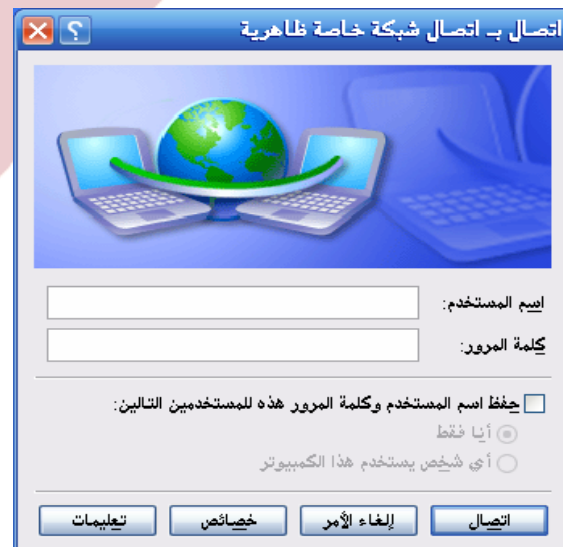 اتصال بـ اتصال شبكة خاصة ظاهرية
اسم المستخدم:
كلمة المرور:
حفظ اسم المستخدم وكلمة المرور هذه للمستخدمين التالين:
أنا فقط
أي شخص يستخدم هذا الكمبيوتر
اتصال إلغاء الأمر خصائص تعليمات